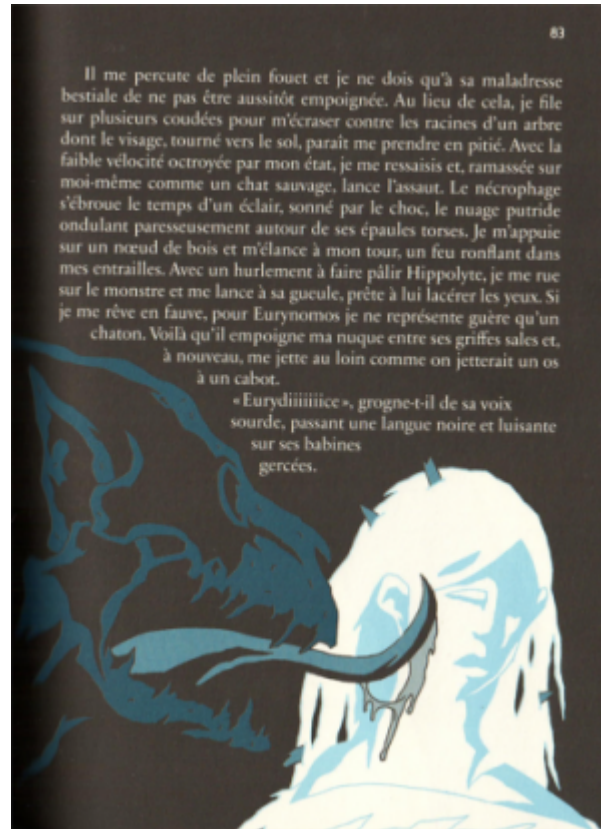 83
Il me percute de plein fouet et je ne dois qu'à sa maladresse
bestiale de ne pas être aussitôt empoignée. Au lieu de cela, je file
sur plusieurs coudées pour m'écraser contre les racines d'un arbre
dont le visage, tourné vers le sol, paraît me prendre en pitié. Avec la
faible vélocité octroyée par mon état, je me ressaisis et, ramassée sur
moi-même comme un chat sauvage, lance l'assaut. Le nécrophage
s'ébroue le temps d'un éclair, sonné par le choc, le nuage putride
ondulant paresseusement autour de ses épaules torses. Je m'appuie
sur un nœud de bois et m'élance à mon tour, un feu ronflant dans
mes entrailles. Avec un hurlement à faire pâlir Hippolyte, je me rue
sur le monstre et me lance à sa gueule, prête à lui lacérer les yeux. Si
je me rêve en fauve, pour Eurynomos je ne représente guère qu'un
chaton. Voilà qu'il empoigne ma nuque entre ses griffes sales et,
à nouveau, me jette au loin comme on jetterait un os
à un cabot.
«Eurydiiiiiiice», grogne-t-il de sa voix
sourde, passant une langue noire et luisante
sur ses babines
gercées.